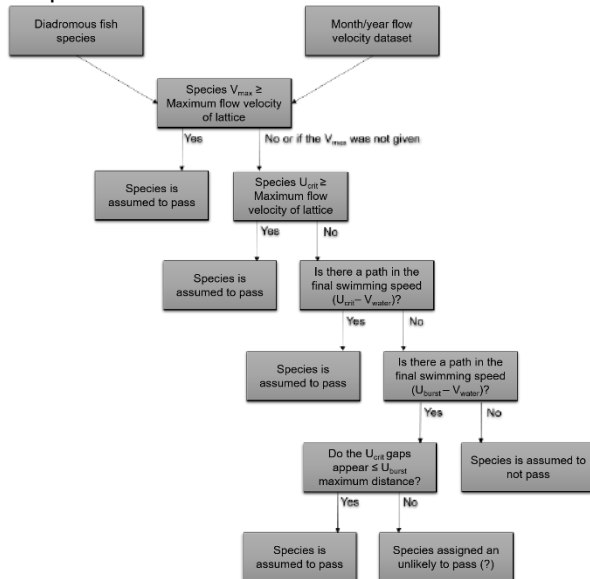 Diadromous fish
species
Month/year flow
velocity dataset
Species Vmax ≥
Maximum flow velocity
of lattice
Yes
No or if the Vmax was not given
Species is
assumed to pass
Species Ucrit ≥
Maximum flow
velocity of lattice
Yes
No
Species is
assumed to pass
Is there a path in the
final swimming speed
(Ucrit – Vwater)?
Yes
No
Species is
assumed to pass
Is there a path in the
final swimming speed
(Uburst – Vwater)?
Yes
No
Do the Ucrit gaps
appear ≤ Uburst
maximum distance?
Species is assumed to
not pass
Yes
No
Species is
assumed to pass
Species assigned an
unlikely to pass (?)